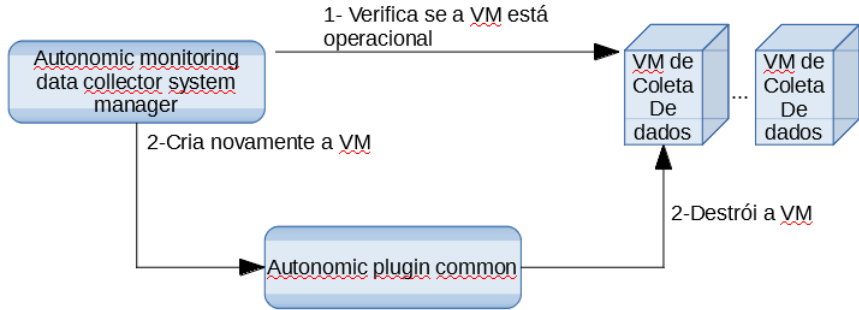 1- Verifica se a VM está
operacional
Autonomic monitoring
data collector system
manager
VM de
Coleta
De
dados
...
VM de
Coleta
De
dados
2-Cria novamente a VM
2-Destrói a VM
Autonomic plugin common